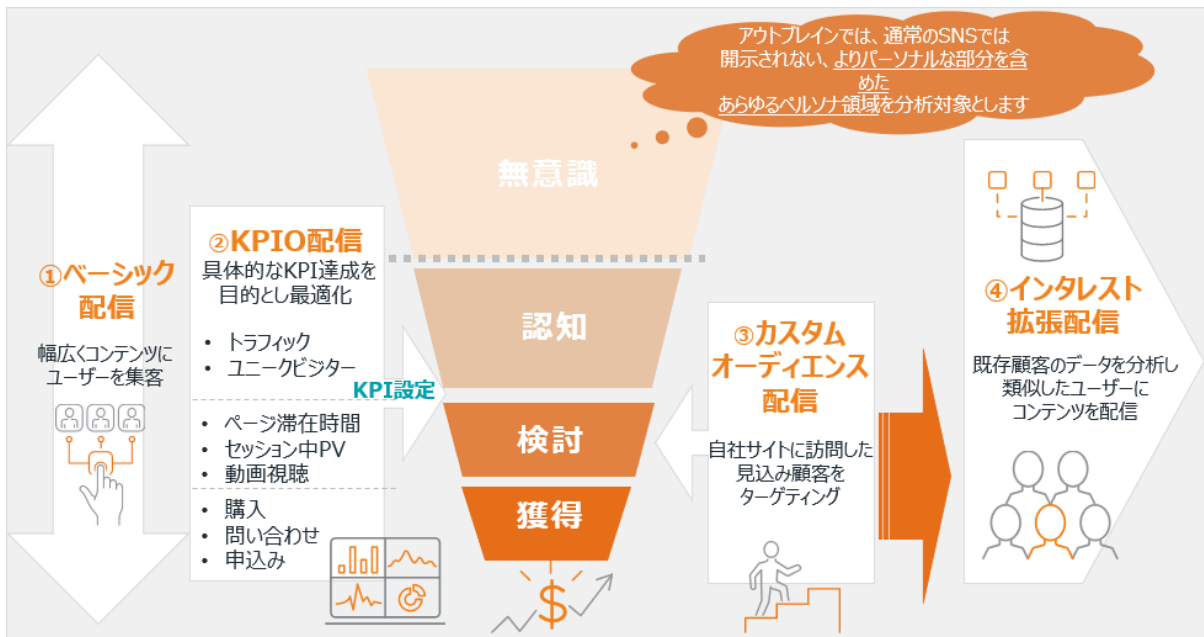 アウトブレインでは、通常のSNSでは
開示されない、よりパーソナルな部分を含
めた
あらゆるペルソナ領域を分析対象とします
①ベーシック
配信
幅広くコンテンツに
ユーザーを集客
②KPIO配信
具体的なKPI達成を
目的とし最適化
• トラフィック
• ユニークビジター
• ページ滞在時間
• セッション中PV
• 動画視聴
• 購入
• 問い合わせ
• 申込み
KPI設定
無意識
認知
検討
獲得
$
③カスタム
オーディエンス
配信
自社サイトに訪問した
見込み顧客を
ターゲティング
④インタレスト
拡張配信
既存顧客のデータを分析し
類似したユーザーに
コンテンツを配信